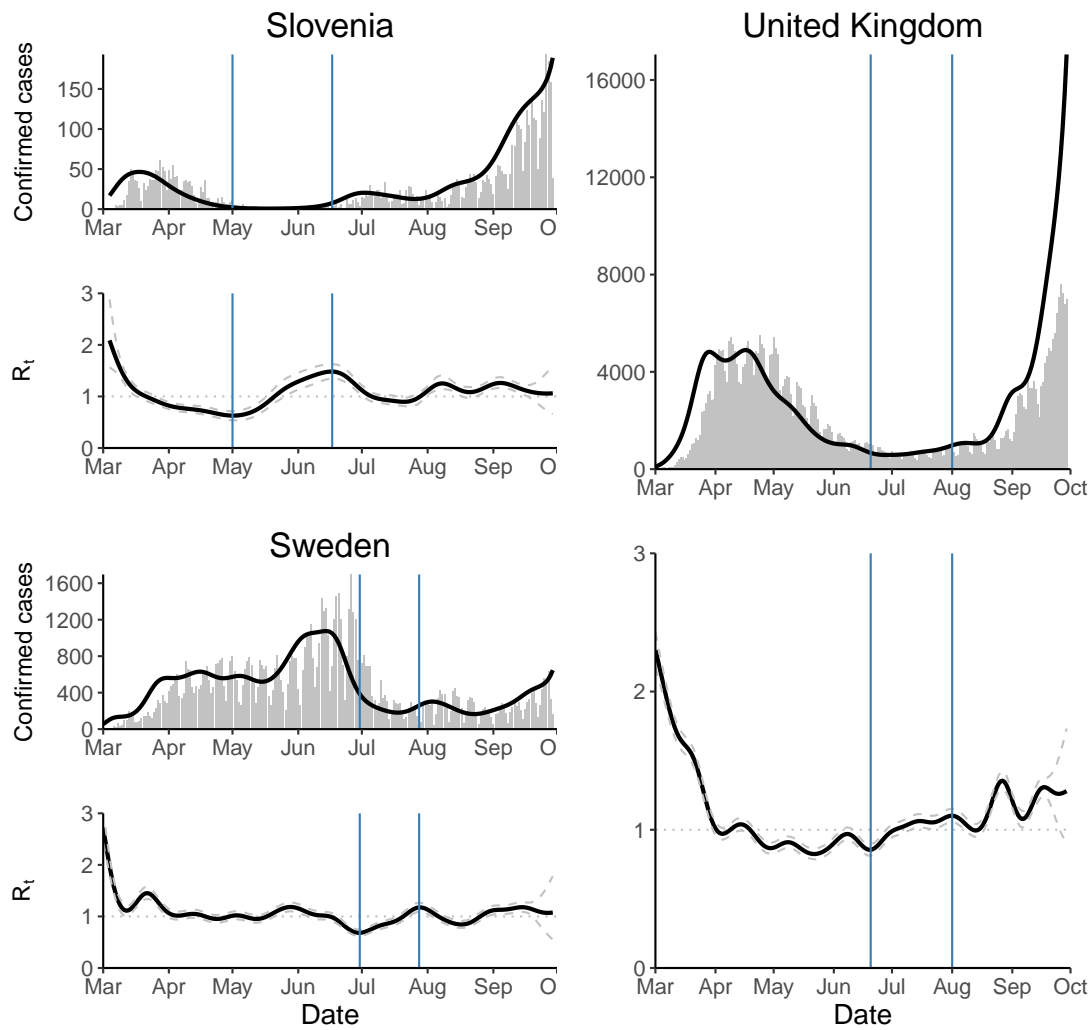 Slovenia
Confirmed cases
150
100
50
0
Mar Apr May Jun Jul Aug Sep O
R_t
3
2
1
0
Mar Apr May Jun Jul Aug Sep O
Sweden
Confirmed cases
1600
1200
800
400
0
Mar Apr May Jun Jul Aug Sep O
R_t
3
2
1
0
Mar Apr May Jun Jul Aug Sep O
Date
United Kingdom
16000
12000
8000
4000
0
Mar Apr May Jun Jul Aug Sep Oct
3
2
1
0
Mar Apr May Jun Jul Aug Sep Oct
Date